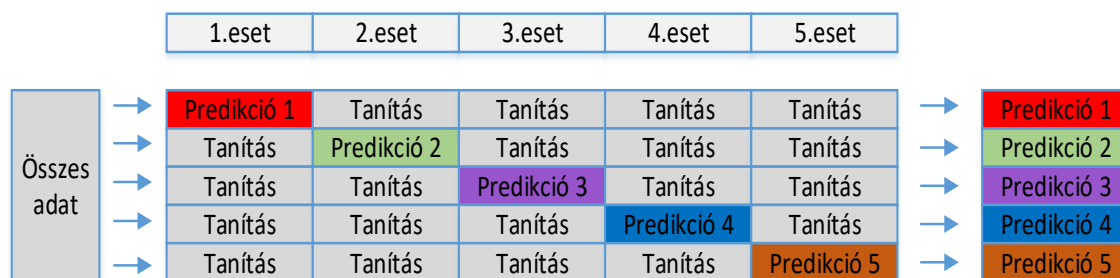 1.eset 2.eset 3.eset 4.eset 5.eset
Predikció 1 Tanítás Tanítás Tanítás Tanítás Predikció 1
Tanítás Predikció 2 Tanítás Tanítás Tanítás Predikció 2
Összes adat
Tanítás Tanítás Predikció 3 Tanítás Tanítás Predikció 3
Tanítás Tanítás Tanítás Predikció 4 Tanítás Predikció 4
Tanítás Tanítás Tanítás Tanítás Predikció 5 Predikció 5